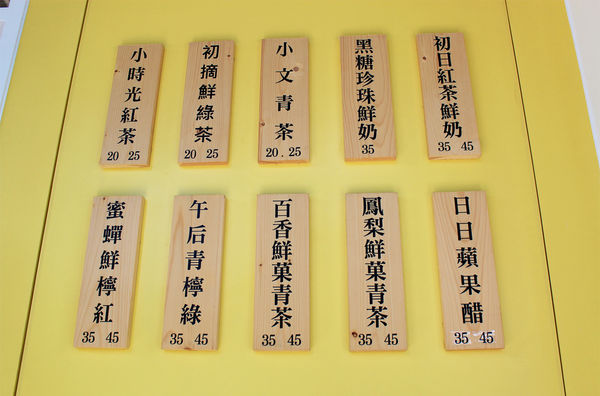 小時光紅茶
20 25
初摘鮮綠茶
20 25
小文青茶
20.25
黑糖珍珠鮮奶
35
初日紅茶鮮奶
35 45
蜜蟬鮮檸紅
35 45
午后青檸綠
35 45
百香鮮菓青茶
35 45
鳳梨鮮菓青茶
35 45
日日蘋果醋
35 45